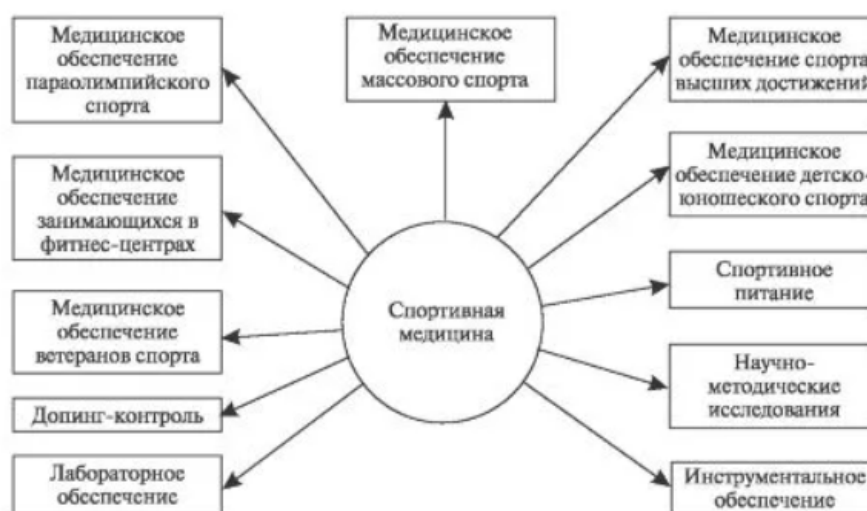 Медицинское
обеспечение
параолимпийского
спорта
Медицинское
обеспечение
массового спорта
Медицинское
обеспечение спорта
высших достижений
Медицинское
обеспечение
занимающихся в
фитнес-центрах
Медицинское
обеспечение детско-
юношеского спорта
Медицинское
обеспечение
ветеранов спорта
Спортивная
медицина
Спортивное
питание
Допинг-контроль
Научно-
методические
исследования
Лабораторное
обеспечение
Инструментальное
обеспечение